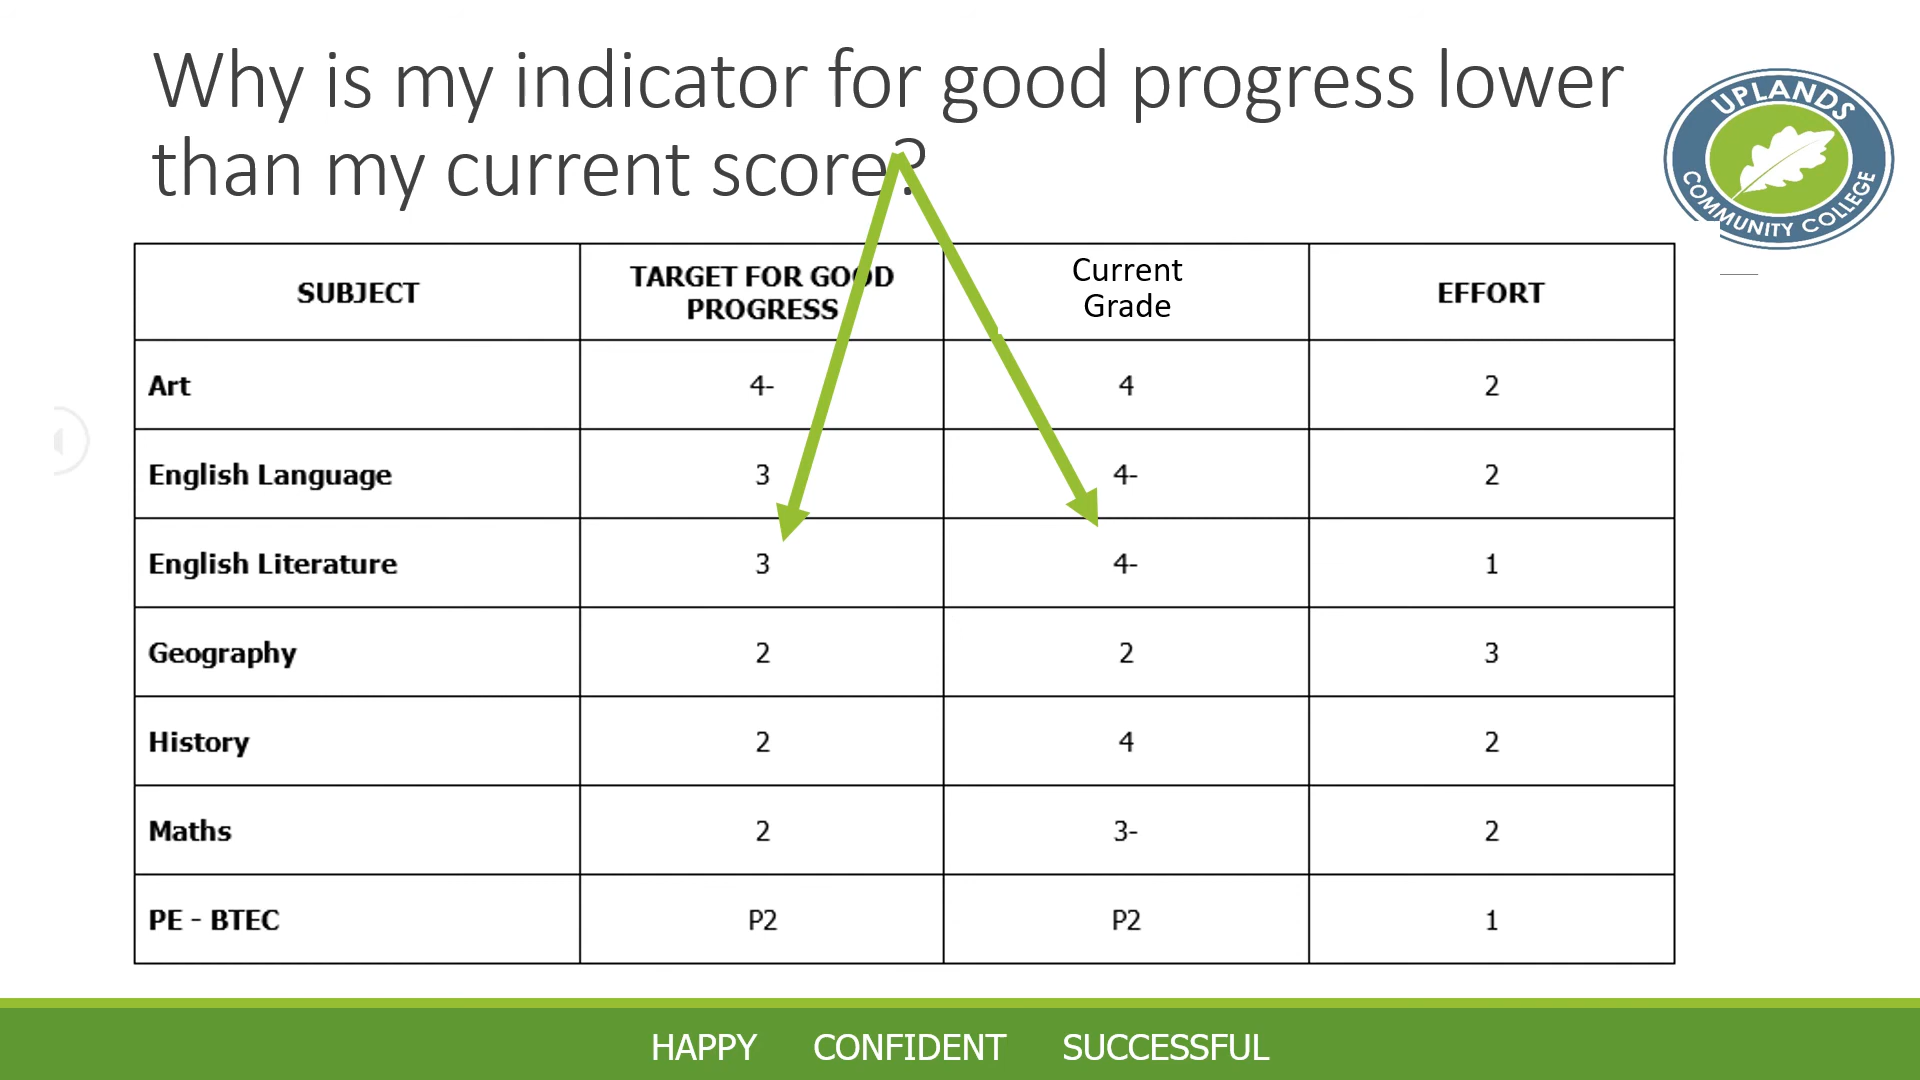 Why is my indicator for good progress lower
than my current score?
UPLANDS
COMMUNITY COLLEGE
SUBJECT
TARGET FOR GOOD
PROGRESS
Current
Grade
EFFORT
Art 4- 4 2
English Language 3 4- 2
English Literature 3 4- 1
Geography 2 2 3
History 2 4 2
Maths 2 3- 2
PE - BTEC P2 P2 1
HAPPY CONFIDENT SUCCESSFUL